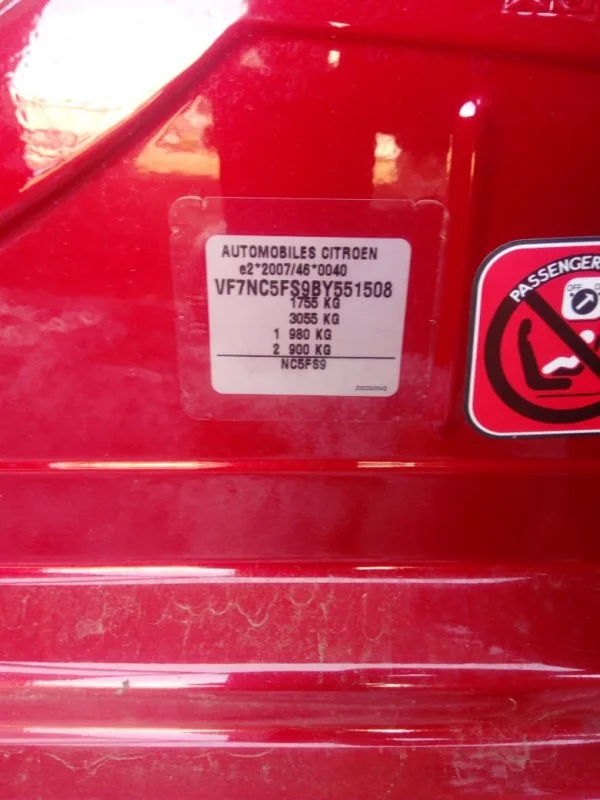 AUTOMOBILES CITROEN
e2*2007/46*0040
VF7NC5FS9BY551508
1755 KG
3055 KG
1 980 KG
2 900 KG
NC5FS9
PASSENGER
OFF